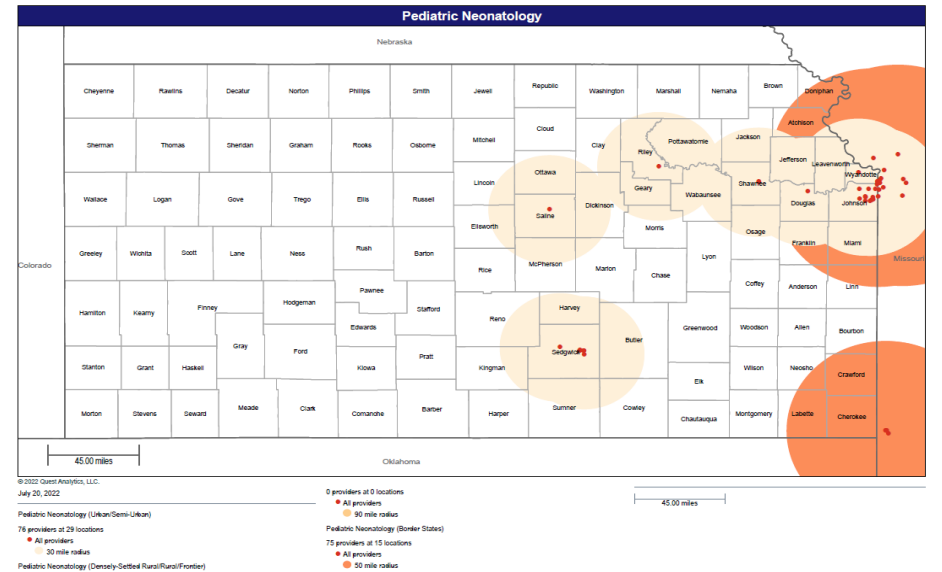 Pediatric Neonatology
Nebraska
Cheyenne Rawlins Decatur Norton Phillips Smith Jewell Republic Washington Marshall Nemaha Brown Doniphan
Atchison
Sherman Thomas Sheridan Graham Rooks Osborne Mitchell Cloud Clay Riley Pottawatomie Jackson Jefferson Leavenworth Wyandotte
Lincoln Ottawa Geary Wabaunsee Shawnee Douglas Johnson
Wallace Logan Gove Trego Ellis Russell Saline Dickinson
Ellsworth Morris Osage Franklin Miami
Colorado Greeley Wichita Scott Lane Ness Rush Barton Rice McPherson Marion Chase Lyon Missouri
Pawnee Coffey Anderson Linn
Hamilton Kearny Finney Hodgeman Stafford Reno Harvey
Edwards Butler Greenwood Woodson Allen Bourbon
Gray Ford Pratt Sedgwick
Stanton Grant Haskell Kiowa Kingman Elk Wilson Neosho Crawford
Morton Stevens Seward Meade Clark Comanche Barber Harper Sumner Cowley Chautauqua Montgomery Labette Cherokee
45.00 miles
Oklahoma
© 2022 Quest Analytics, LLC.
July 20, 2022
Pediatric Neonatology (Urban/Semi-Urban)
76 providers at 29 locations
All providers
30 mile radius
Pediatric Neonatology (Densely-Settled Rural/Rural/Frontier)
0 providers at 0 locations
All providers
90 mile radius
Pediatric Neonatology (Border States)
75 providers at 15 locations
All providers
50 mile radius
45.00 miles